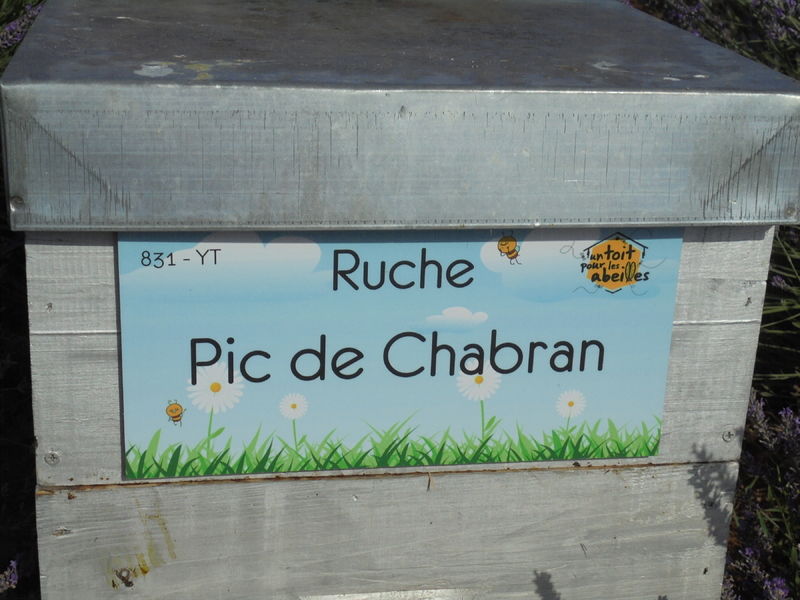 831 - YT
Ruche
un toit
pour les
abeilles
Pic de Chabran